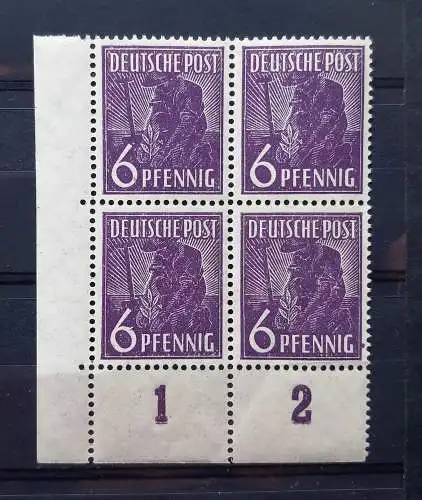 DEUTSCHE POST DEUTSCHE POST
6 PFENNIG 6 PFENNIG
DEUTSCHE POST DEUTSCHE POST
6 PFENNIG 6 PFENNIG
1 2